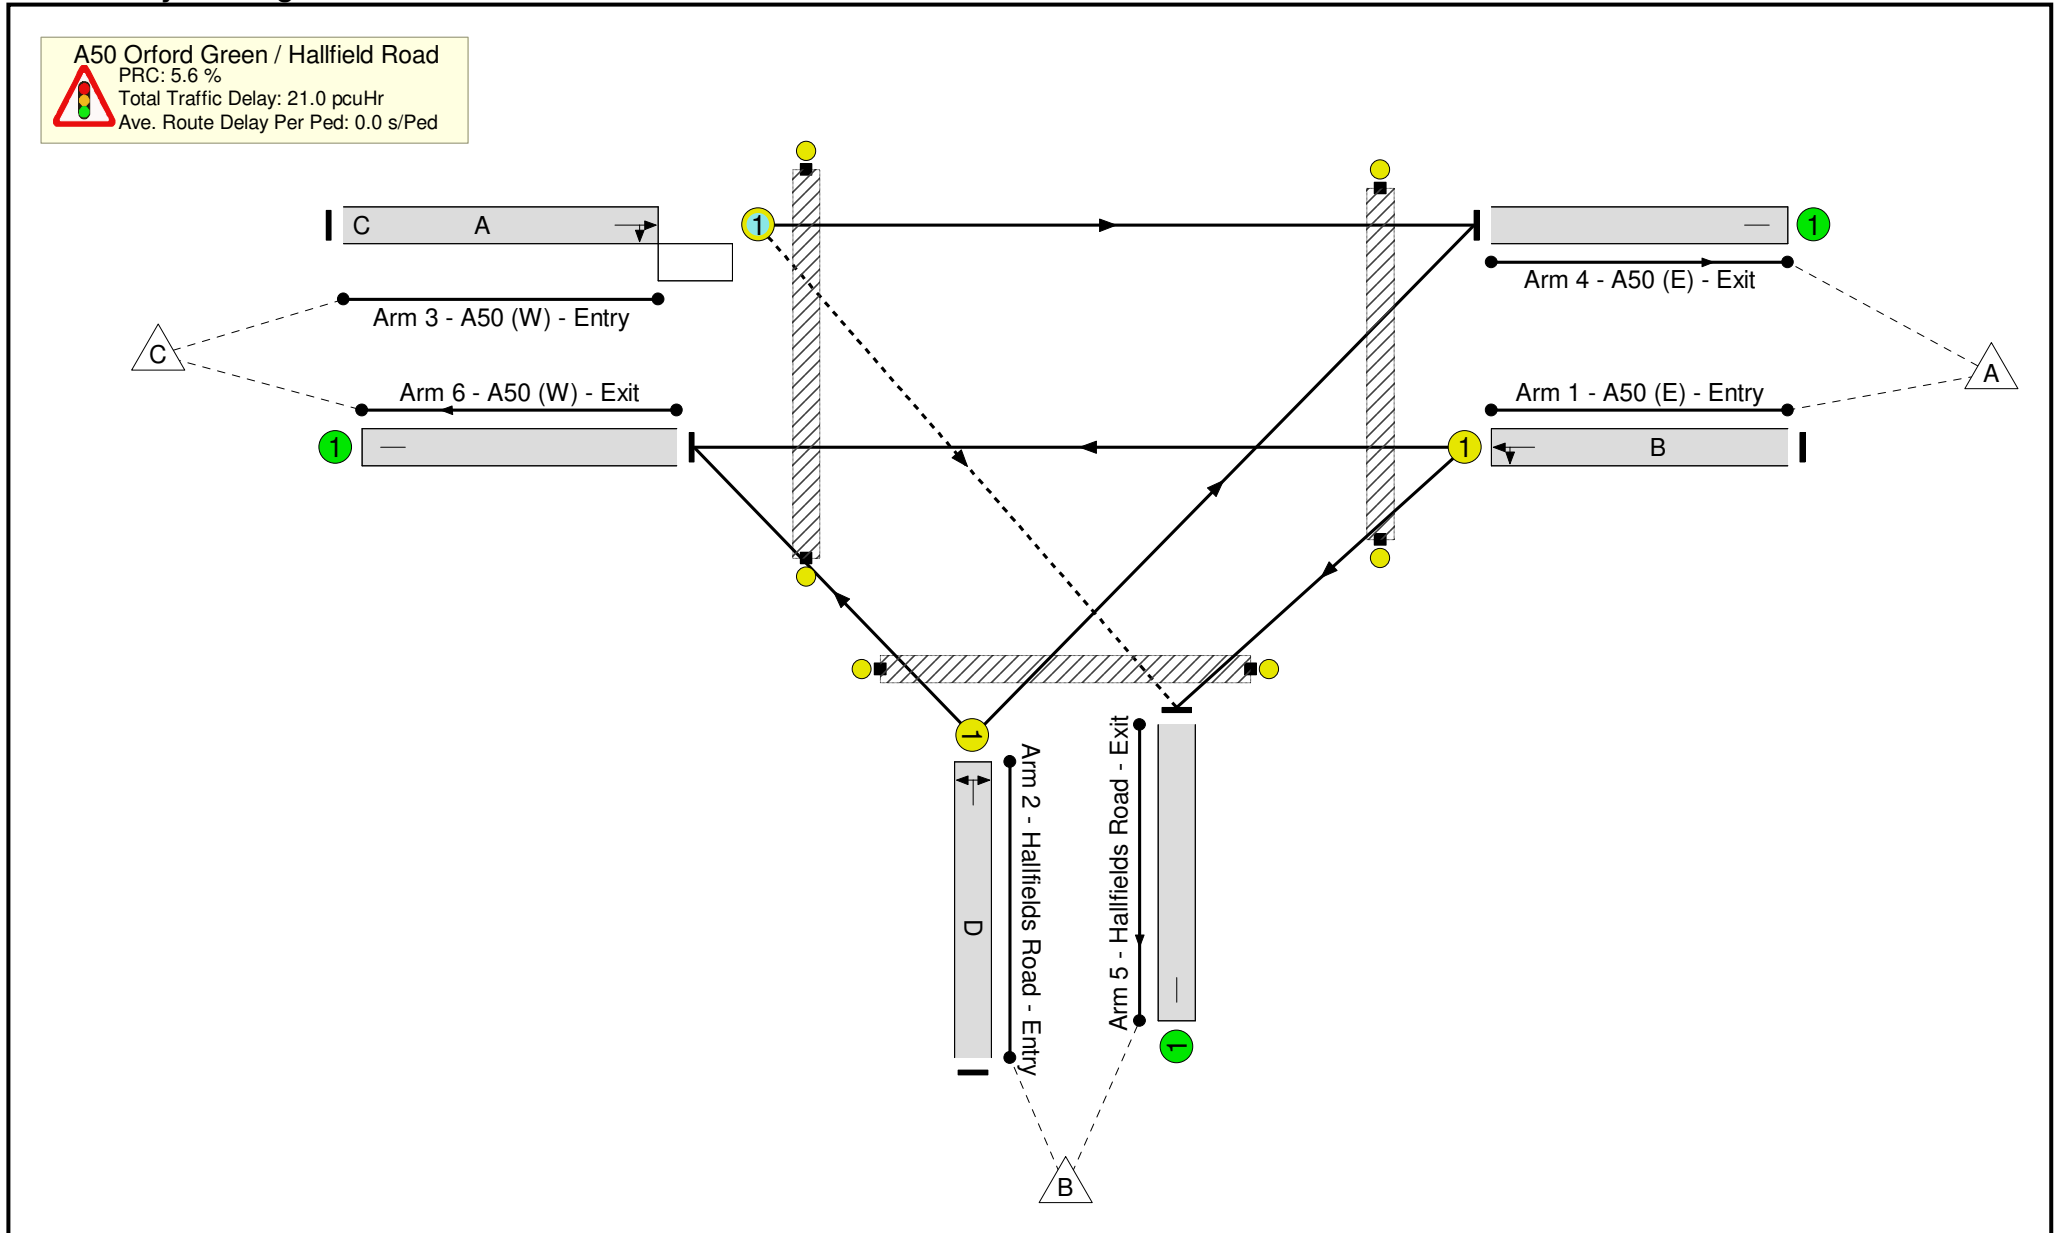 A50 Orford Green / Hallfield Road
PRC: 5.6 %
Total Traffic Delay: 21.0 pcuHr
Ave. Route Delay Per Ped: 0.0 s/Ped
C A
1
1
Arm 4 - A50 (E) - Exit
Arm 3 - A50 (W) - Entry
C
A
Arm 6 - A50 (W) - Exit
Arm 1 - A50 (E) - Entry
1
1
B
1
Arm 2 - Hallfields Road - Entry
Arm 5 - Hallfields Road - Exit
D
1
B